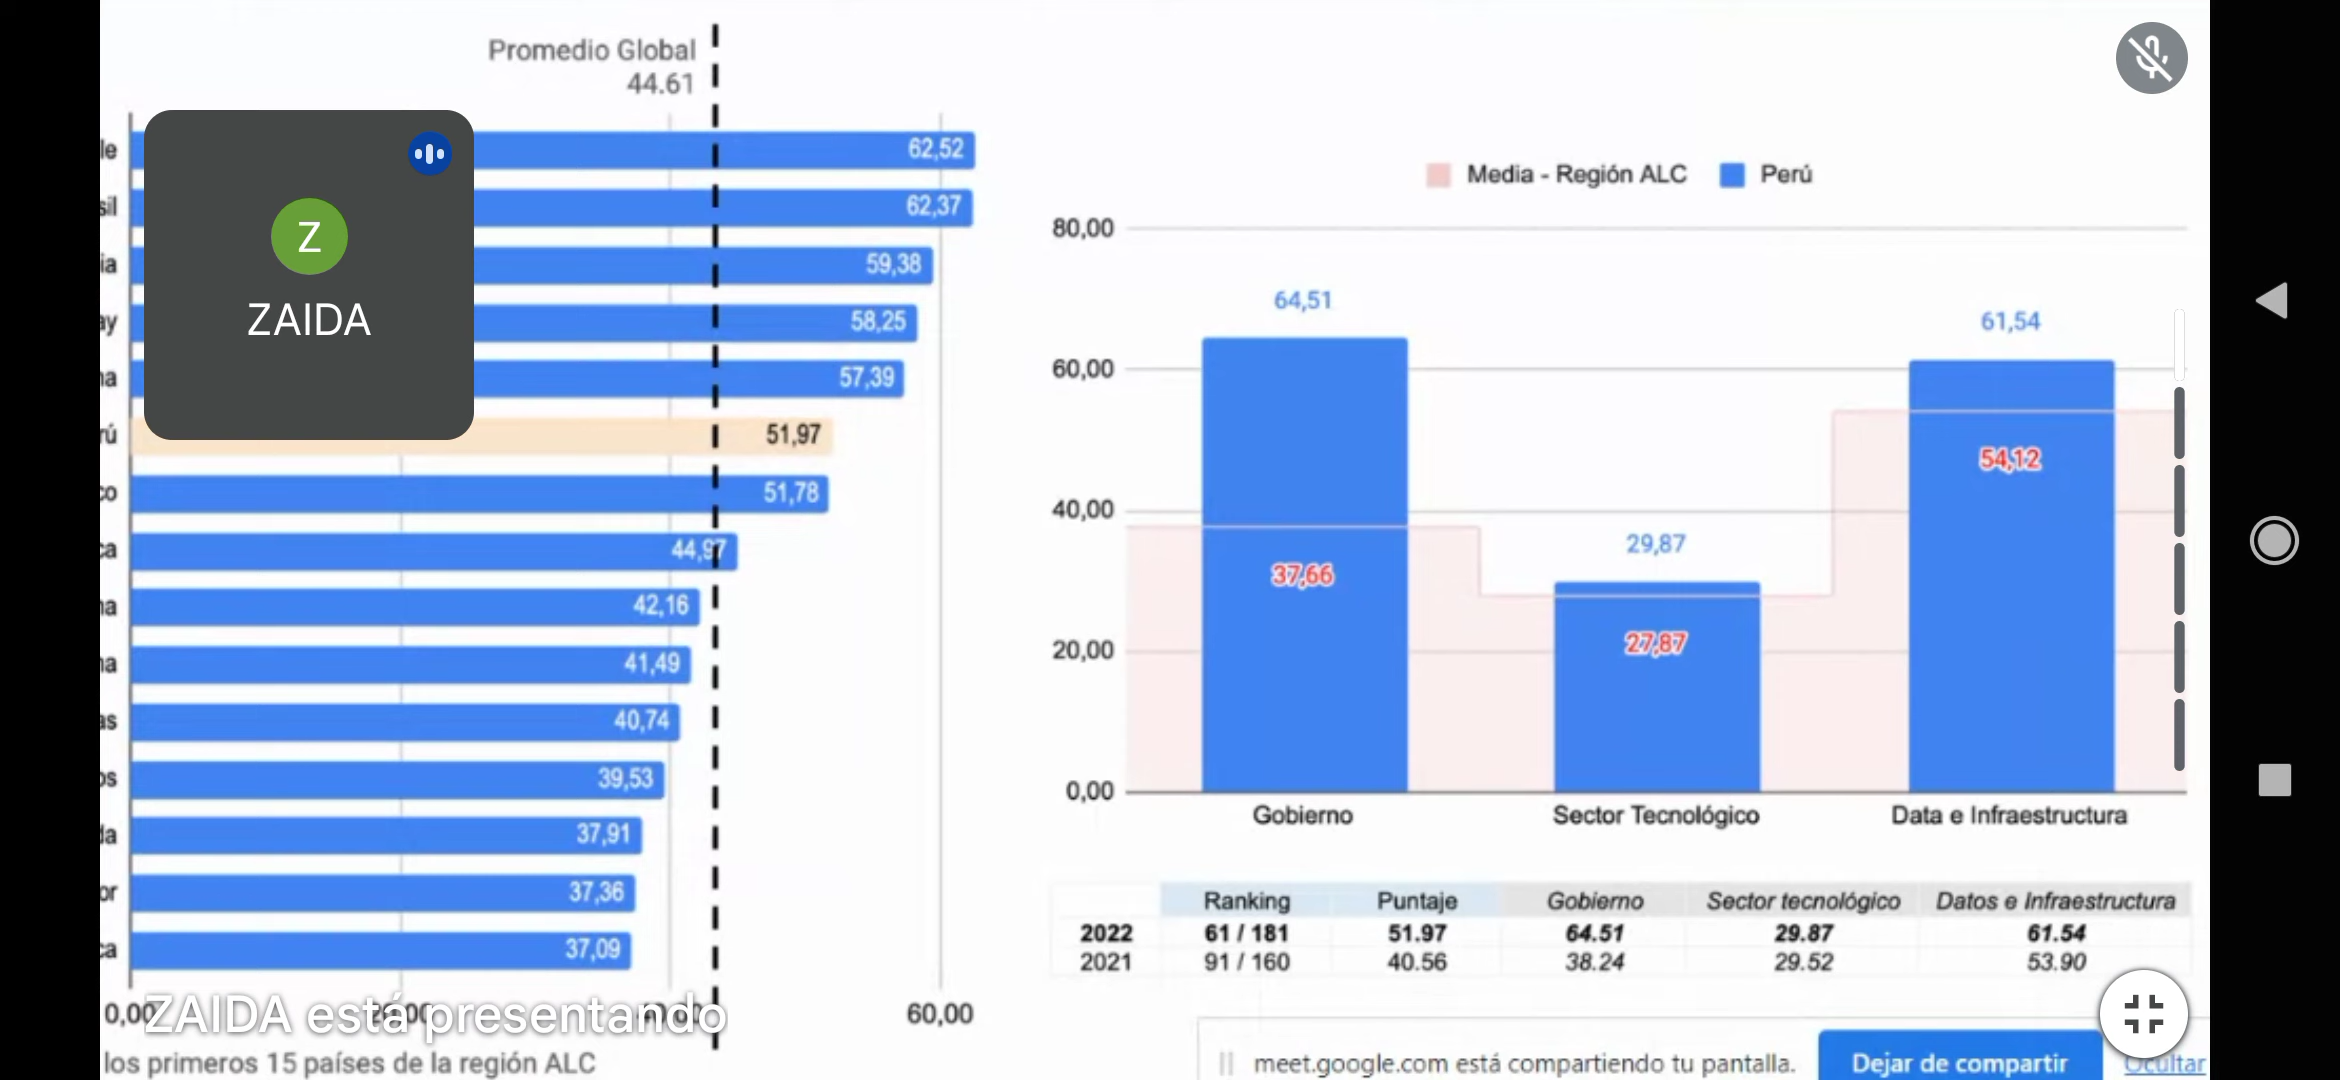 Promedio Global
44.61
le
62,52
sil
62,37
ia
59,38
ay
58,25
na
57,39
rú
51,97
co
51,78
ca
44,97
na
42,16
na
41,49
as
40,74
os
39,53
da
37,91
or
37,36
ca
37,09
0,00
60,00
los primeros 15 países de la región ALC
Z
ZAIDA
ZAIDA está presentando
Media - Región ALC Perú
80,00
60,00
40,00
20,00
0,00
64,51
37,66
29,87
27,87
61,54
54,12
Gobierno Sector Tecnológico Data e Infraestructura
Ranking Puntaje Gobierno Sector tecnológico Datos e Infraestructura
2022 61 / 181 51.97 64.51 29.87 61.54
2021 91 / 160 40.56 38.24 29.52 53.90
meet.google.com está compartiendo tu pantalla. Dejar de compartir Ocultar